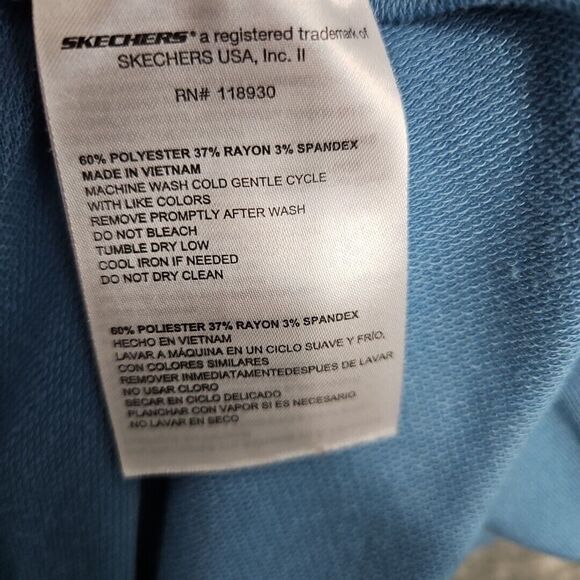 SKECHERS® a registered trademark of
SKECHERS USA, Inc. II
RN# 118930
60% POLYESTER 37% RAYON 3% SPANDEX
MADE IN VIETNAM
MACHINE WASH COLD GENTLE CYCLE
WITH LIKE COLORS
REMOVE PROMPTLY AFTER WASH
DO NOT BLEACH
TUMBLE DRY LOW
COOL IRON IF NEEDED
DO NOT DRY CLEAN
60% POLIESTER 37% RAYON 3% SPANDEX
HECHO EN VIETNAM
LAVAR A MÁQUINA EN UN CICLO SUAVE Y FRÍO,
CON COLORES SIMILARES
REMOVER INMEDIATAMENTEDESPUES DE LAVAR
NO USAR CLORO
SECAR EN CICLO DELICADO
PLANCHAR CON VAPOR SI ES NECESARIO
NO LAVAR EN SECO